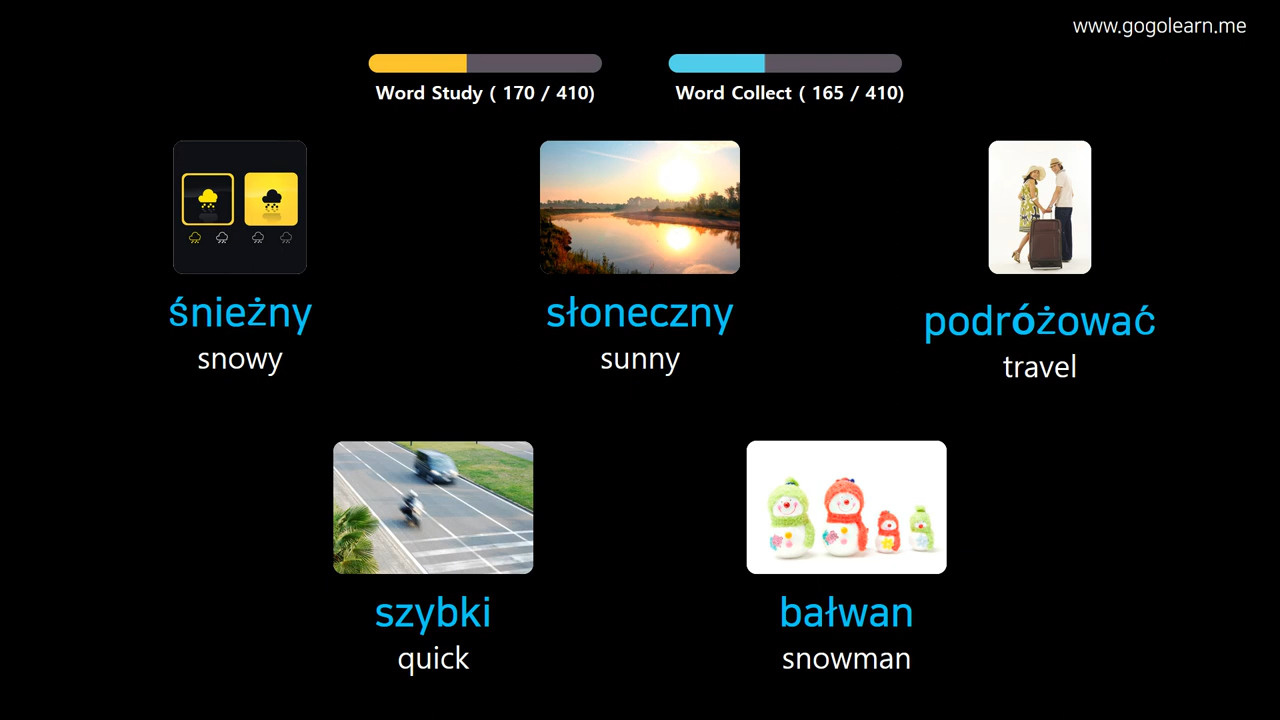 www.gogolearn.me
Word Study ( 170 / 410)
Word Collect ( 165 / 410)
śnieżny
snowy
słoneczny
sunny
podróżować
travel
szybki
quick
bałwan
snowman